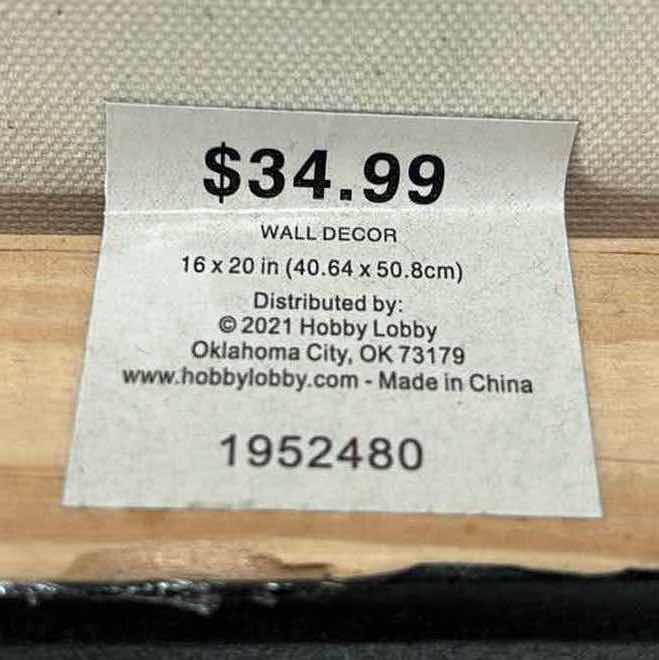 $34.99
WALL DECOR
16 x 20 in (40.64 x 50.8cm)
Distributed by:
© 2021 Hobby Lobby
Oklahoma City, OK 73179
www.hobbylobby.com - Made in China
1952480